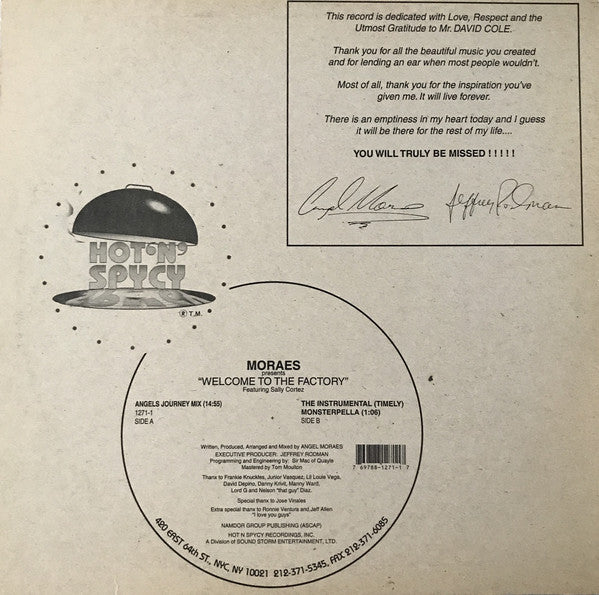 This record is dedicated with Love, Respect and the
Utmost Gratitude to Mr. DAVID COLE.
Thank you for all the beautiful music you created
and for lending an ear when most people wouldn't.
Most of all, thank you for the inspiration you've
given me. It will live forever.
There is an emptiness in my heart today and I guess
it will be there for the rest of my life....
YOU WILL TRULY BE MISSED ! ! ! ! !
Angel Moraes Jeffrey Rodman
HOT 'N'
SPYCY
® T.M.
MORAES
presents
"WELCOME TO THE FACTORY"
Featuring Sally Cortez
ANGELS JOURNEY MIX (14:55)
1271-1
SIDE A
THE INSTRUMENTAL (TIMELY)
MONSTERPELLA (1:06)
SIDE B
Written, Produced, Arranged and Mixed by ANGEL MORAES
EXECUTIVE PRODUCER: JEFFREY RODMAN
Programming and Engineering by: Sir Mac of Quayle
Mastered by Tom Moulton
7 69788-1271-1 7
Thanx to Frankie Knuckles, Junior Vasquez, Lil Louie Vega,
David Depino, Danny Krivit, Manny Ward,
Lord G and Nelson "that guy" Diaz.
Special thanx to Jose Vinales
Extra special thanx to Ronnie Ventura and Jeff Allen
"I love you guys"
NAMDOR GROUP PUBLISHING (ASCAP)
HOT N SPYCY RECORDINGS, INC.
A Division of SOUND STORM ENTERTAINMENT, LTD.
420 EAST 64th ST., NYC, NY 10021 212-371-5345, FAX 212-371-6085